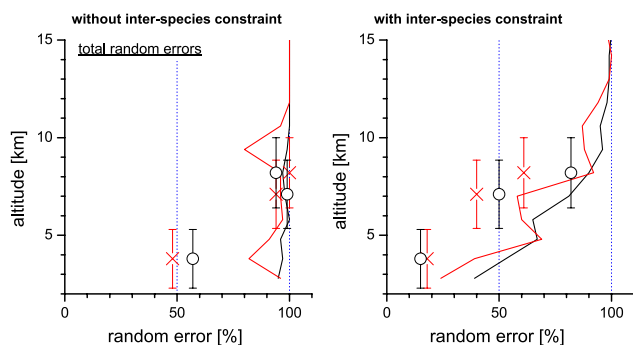 without inter-species constraint
with inter-species constraint
total random errors
15
10
5
altitude [km]
0
50
100
random error [%]
15
10
5
altitude [km]
0
50
100
random error [%]